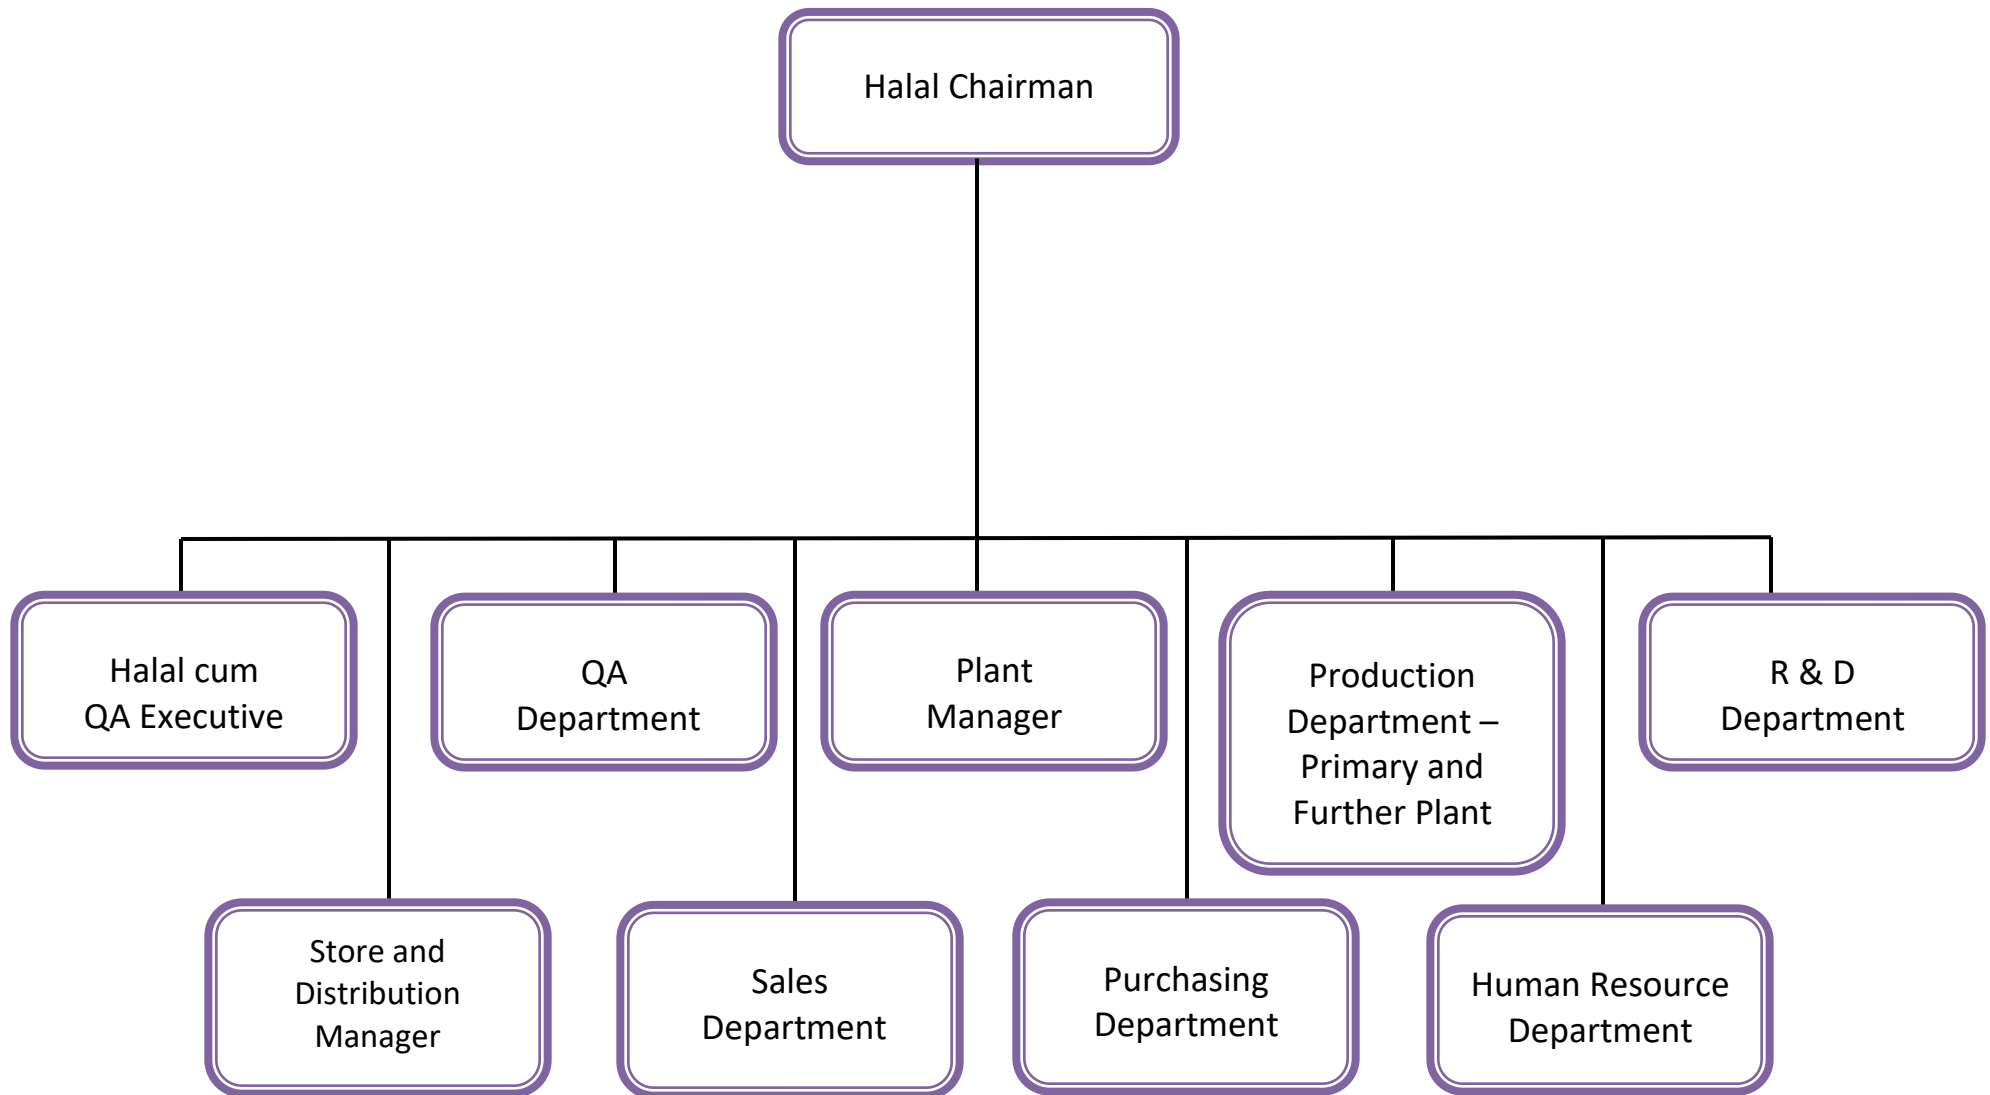 Halal Chairman
Halal cum
QA Executive
QA
Department
Plant
Manager
Production
Department –
Primary and
Further Plant
R & D
Department
Store and
Distribution
Manager
Sales
Department
Purchasing
Department
Human Resource
Department